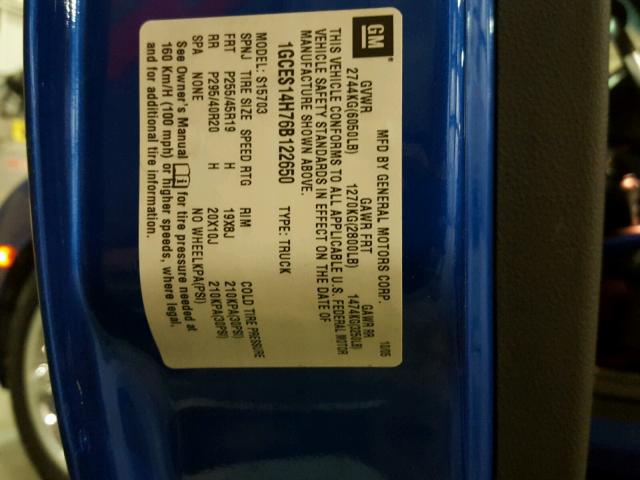 GM
MFD BY GENERAL MOTORS CORP. 10/05
GVWR GAWR FRT GAWR RR
2744KG(6050LB) 1270KG(2800LB) 1474KG(3250LB)
THIS VEHICLE CONFORMS TO ALL APPLICABLE U.S. FEDERAL MOTOR
VEHICLE SAFETY STANDARDS IN EFFECT ON THE DATE OF
MANUFACTURE SHOWN ABOVE.
1GCES14H76B122650 TYPE: TRUCK
MODEL: S15703
SPNJ TIRE SIZE SPEED RTG RIM COLD TIRE PRESSURE
FRT P255/45R19 H 19X8J 210KPA(30PSI)
RR P295/40R20 H 20X10J 210KPA(30PSI)
SPA NONE NO WHEELKPA(PSI)
See Owner's Manual for tire pressure needed at
160 Km/H (100 mph) or higher speeds, where legal,
and for additional tire information.